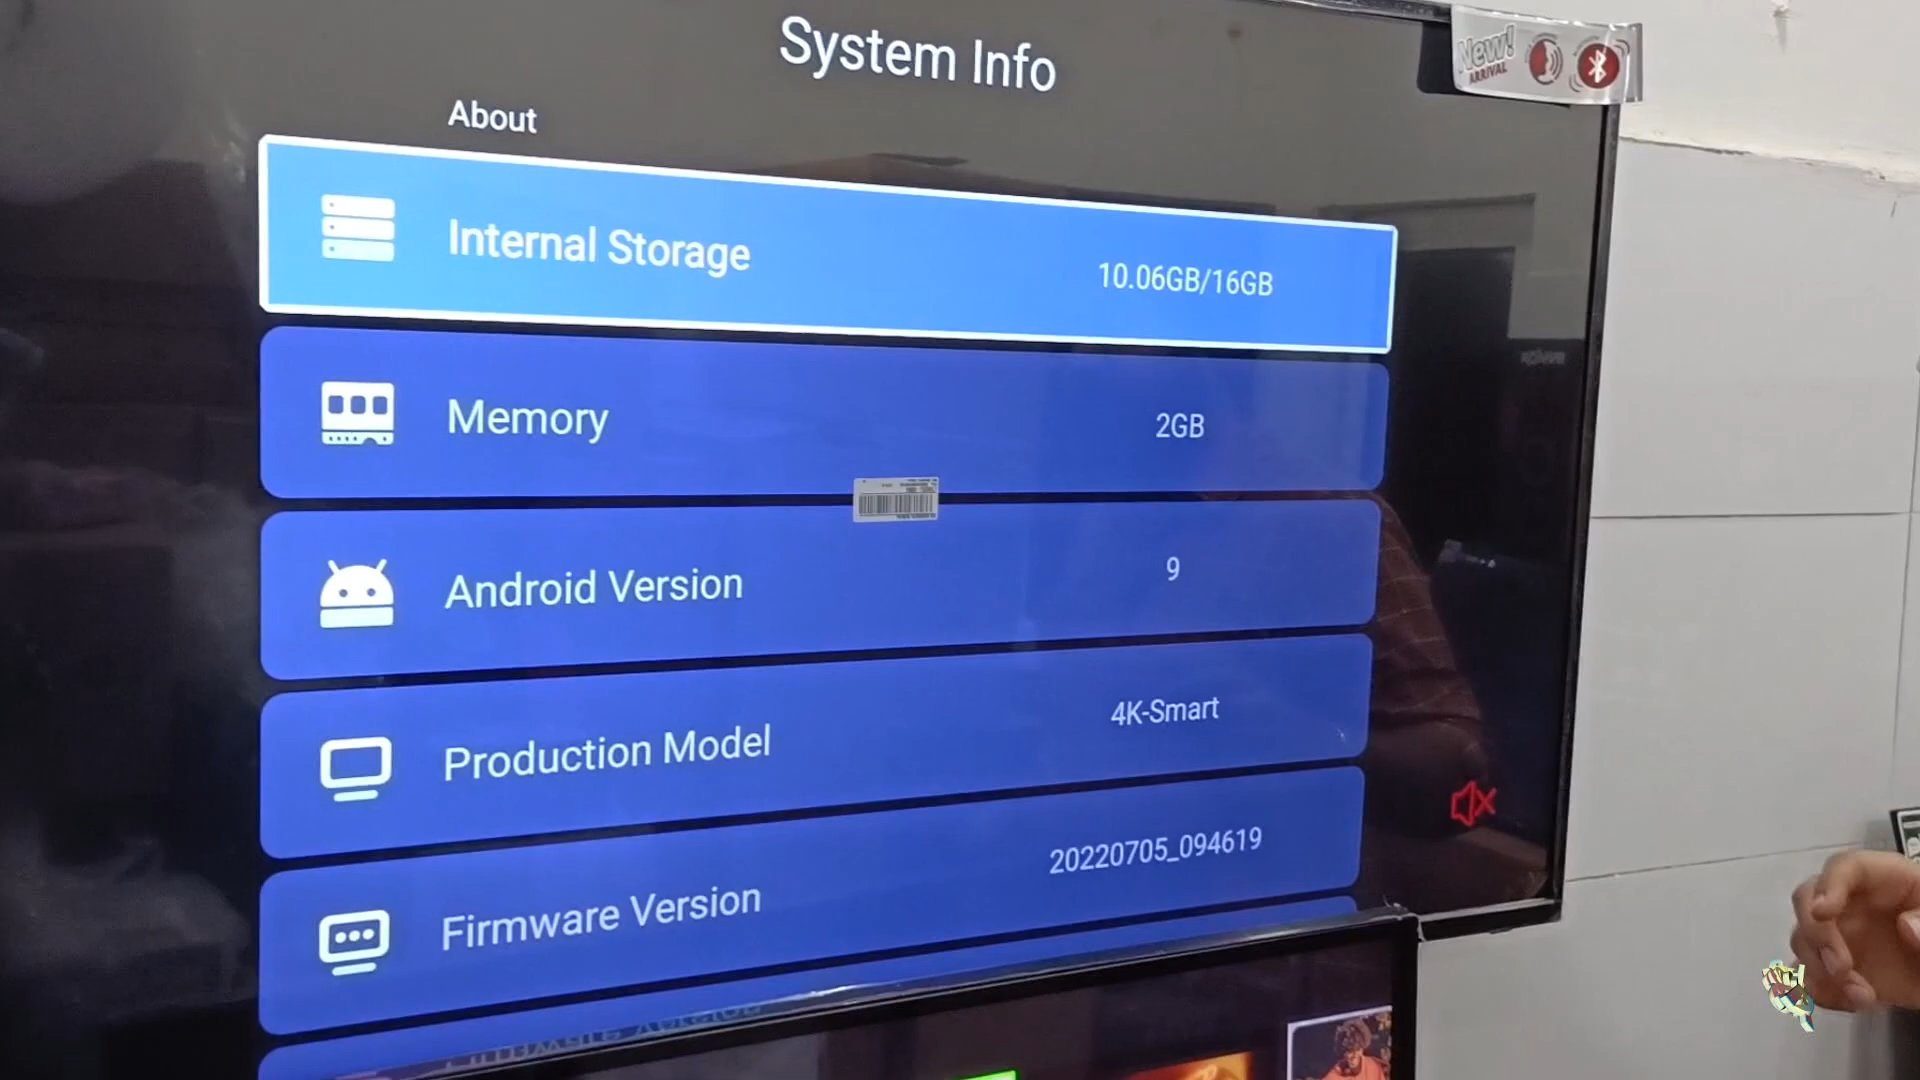 System Info
New!
ARRIVAL
About
Internal Storage
10.06GB/16GB
Memory
2GB
Android Version
9
Production Model
4K-Smart
Firmware Version
20220705_094619